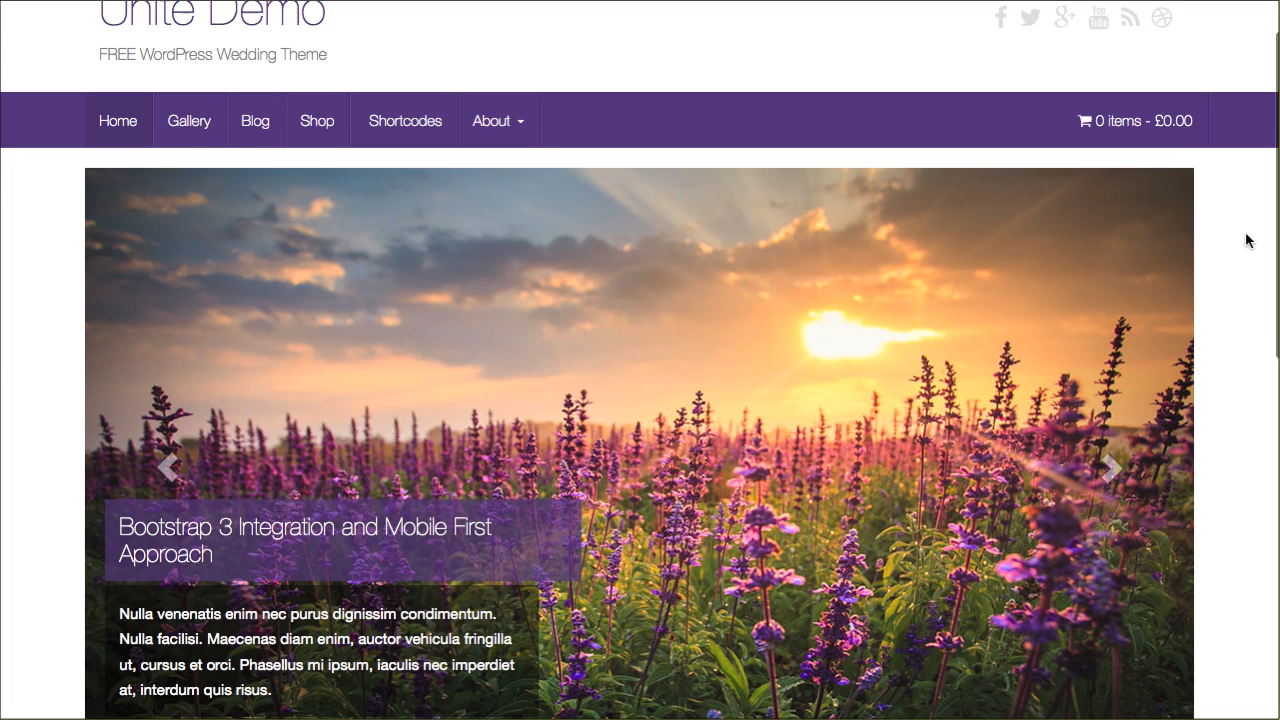 Unite Demo
FREE WordPress Wedding Theme
Home Gallery Blog Shop Shortcodes About 0 items - £0.00
Bootstrap 3 Integration and Mobile First
Approach
Nulla venenatis enim nec purus dignissim condimentum.
Nulla facilisi. Maecenas diam enim, auctor vehicula fringilla
ut, cursus et orci. Phasellus mi ipsum, iaculis nec imperdiet
at, interdum quis risus.